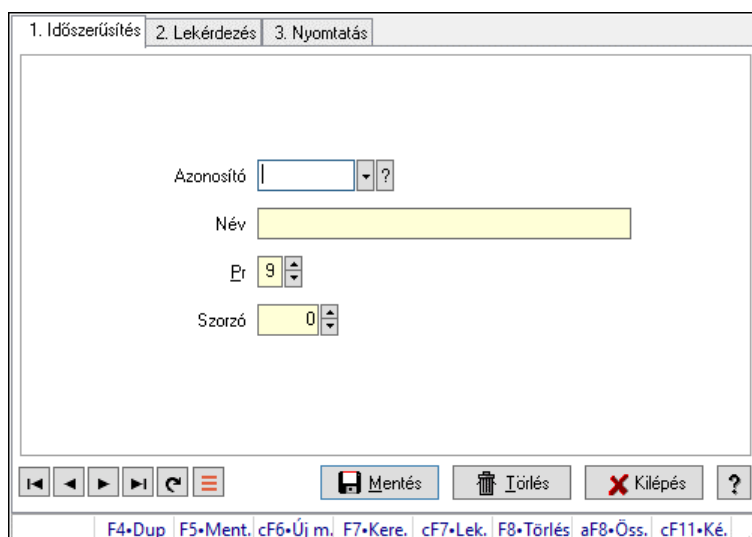 1. Időszerűsítés 2. Lekérdezés 3. Nyomtatás
Azonosító ?
Név
Pr 9
Szorzó 0
Mentés Törlés Kilépés ?
F4•Dup F5•Ment. cF6•Új m. F7•Kere. cF7•Lek. F8•Törlés aF8•Öss. cF11•Ké.